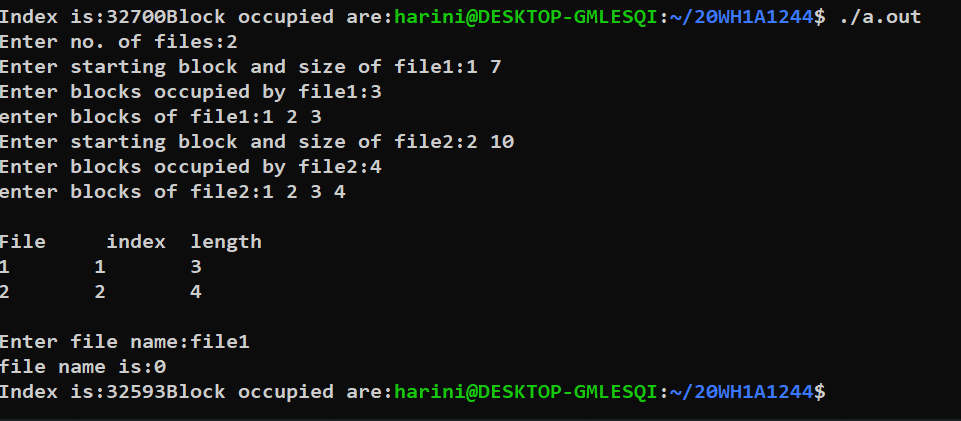 Index is:32700Block occupied are:harini@DESKTOP-GMLESQI:~/20WH1A1244$ ./a.out
Enter no. of files:2
Enter starting block and size of file1:1 7
Enter blocks occupied by file1:3
enter blocks of file1:1 2 3
Enter starting block and size of file2:2 10
Enter blocks occupied by file2:4
enter blocks of file2:1 2 3 4
File     index  length
1       1       3
2       2       4
Enter file name:file1
file name is:0
Index is:32593Block occupied are:harini@DESKTOP-GMLESQI:~/20WH1A1244$